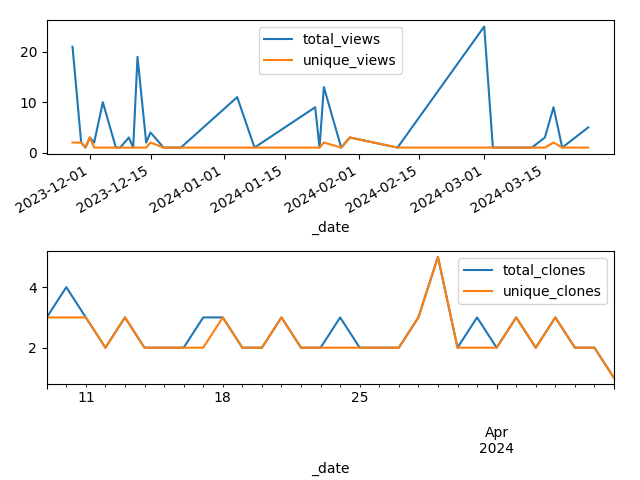 total_views
unique_views
20
10
0
2023-12-01
2023-12-15
2024-01-01
2024-01-15
2024-02-01
2024-02-15
2024-03-01
2024-03-15
_date
total_clones
unique_clones
4
2
11
18
25
Apr
2024
_date